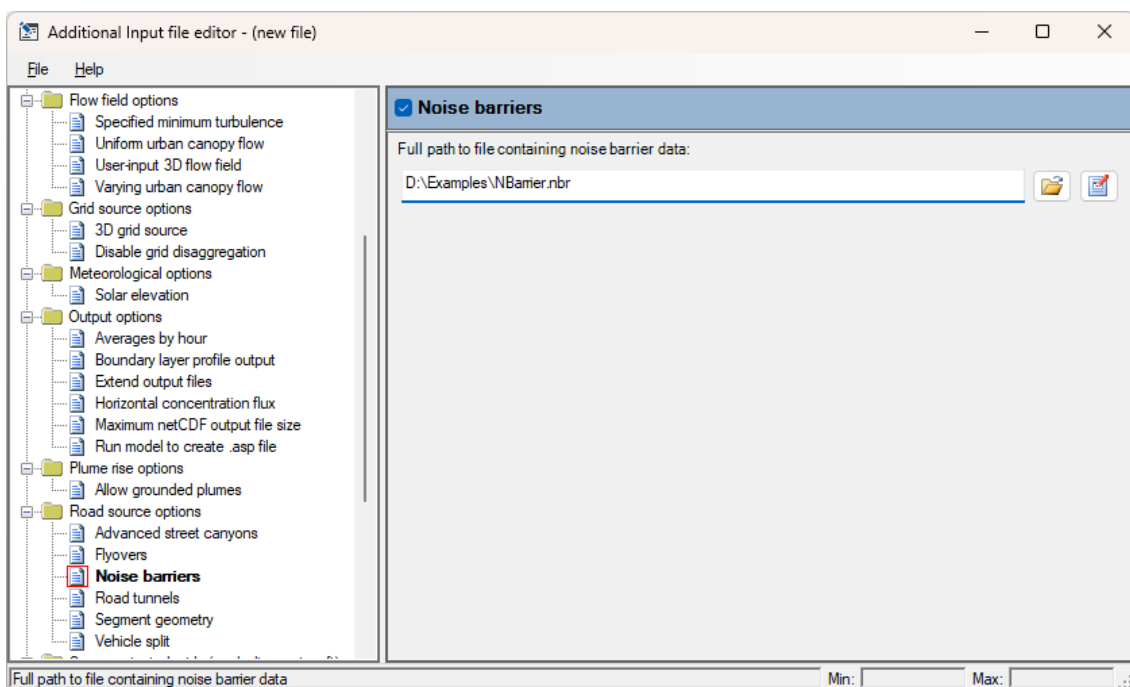 Additional Input file editor - (new file)
File Help
Flow field options
Specified minimum turbulence
Uniform urban canopy flow
User-input 3D flow field
Varying urban canopy flow
Grid source options
3D grid source
Disable grid disaggregation
Meteorological options
Solar elevation
Output options
Averages by hour
Boundary layer profile output
Extend output files
Horizontal concentration flux
Maximum netCDF output file size
Run model to create .asp file
Plume rise options
Allow grounded plumes
Road source options
Advanced street canyons
Flyovers
Noise barriers
Road tunnels
Segment geometry
Vehicle split
Noise barriers
Full path to file containing noise barrier data:
D:\Examples\NBarrier.nbr
Full path to file containing noise barrier data
Min:
Max: